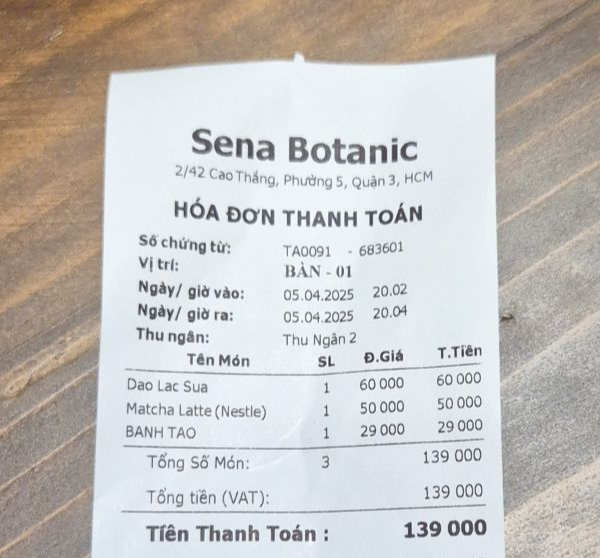 Sena Botanic
2/42 Cao Thắng, Phường 5, Quận 3, HCM
HÓA ĐƠN THANH TOÁN
Số chứng từ: TA0091 - 683601
Vị trí: BÀN - 01
Ngày/ giờ vào: 05.04.2025 20.02
Ngày/ giờ ra: 05.04.2025 20.04
Thu ngân: Thu Ngân 2
Tên Món SL Đ.Giá T.Tiền
Dao Lac Sua 1 60 000 60 000
Matcha Latte (Nestle) 1 50 000 50 000
BANH TAO 1 29 000 29 000
Tổng Số Món: 3 139 000
Tổng tiền (VAT): 139 000
Tiền Thanh Toán : 139 000